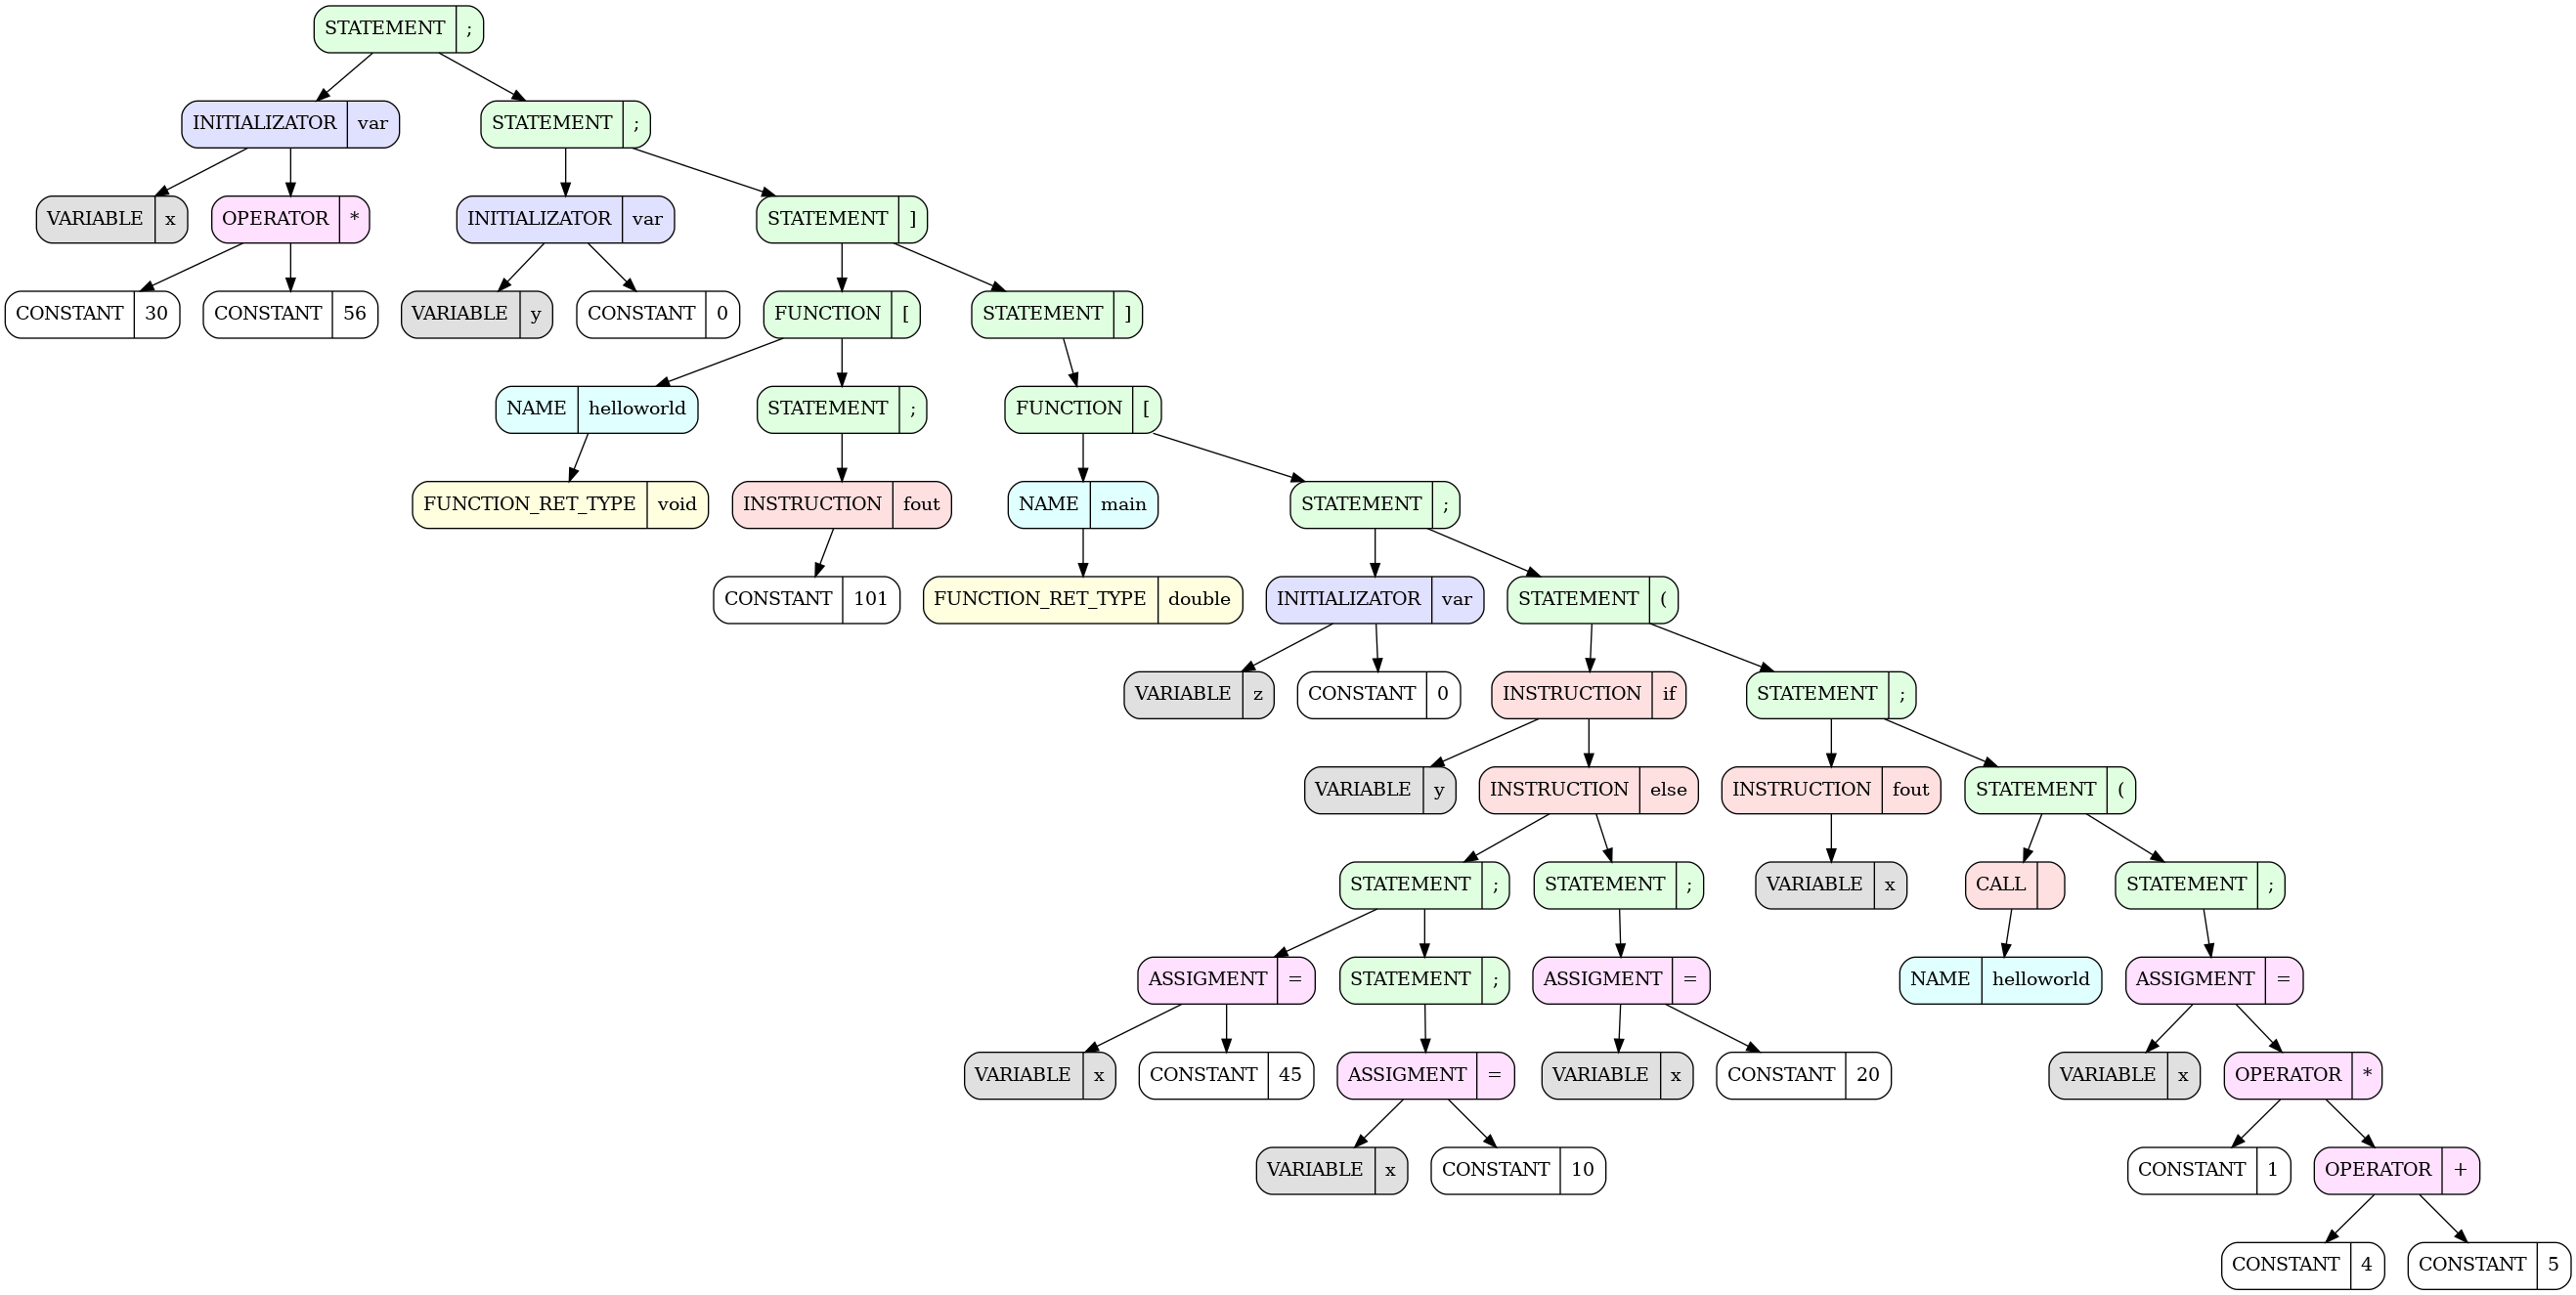 STATEMENT ;
INITIALIZATOR var STATEMENT ;
VARIABLE x OPERATOR * INITIALIZATOR var STATEMENT ]
CONSTANT 30 CONSTANT 56 VARIABLE y CONSTANT 0 FUNCTION [ STATEMENT ]
NAME helloworld STATEMENT ; FUNCTION [
FUNCTION_RET_TYPE void INSTRUCTION fout NAME main STATEMENT ;
CONSTANT 101 FUNCTION_RET_TYPE double INITIALIZATOR var STATEMENT (
VARIABLE z CONSTANT 0 INSTRUCTION if STATEMENT ;
VARIABLE y INSTRUCTION else INSTRUCTION fout STATEMENT (
STATEMENT ; STATEMENT ; VARIABLE x CALL STATEMENT ;
ASSIGMENT = STATEMENT ; ASSIGMENT = NAME helloworld ASSIGMENT =
VARIABLE x CONSTANT 45 ASSIGMENT = VARIABLE x CONSTANT 20 VARIABLE x OPERATOR *
VARIABLE x CONSTANT 10 CONSTANT 1 OPERATOR +
CONSTANT 4 CONSTANT 5